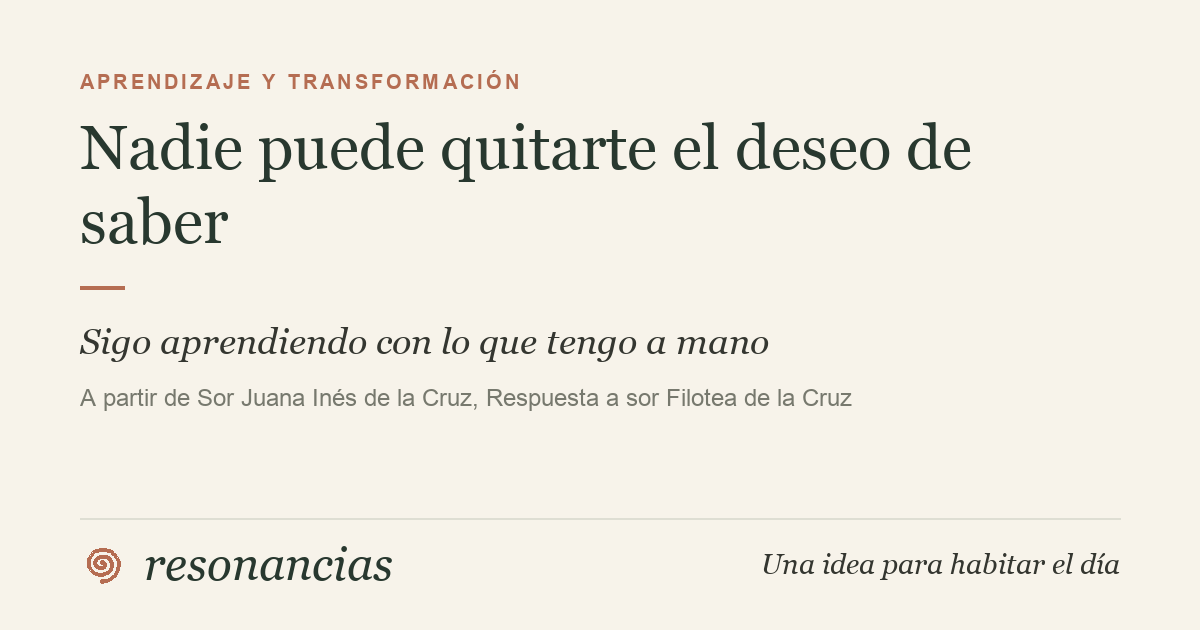 APRENDIZAJE Y TRANSFORMACIÓN
Nadie puede quitarte el deseo de
saber
Sigo aprendiendo con lo que tengo a mano
A partir de Sor Juana Inés de la Cruz, Respuesta a sor Filotea de la Cruz
resonancias
Una idea para habitar el día